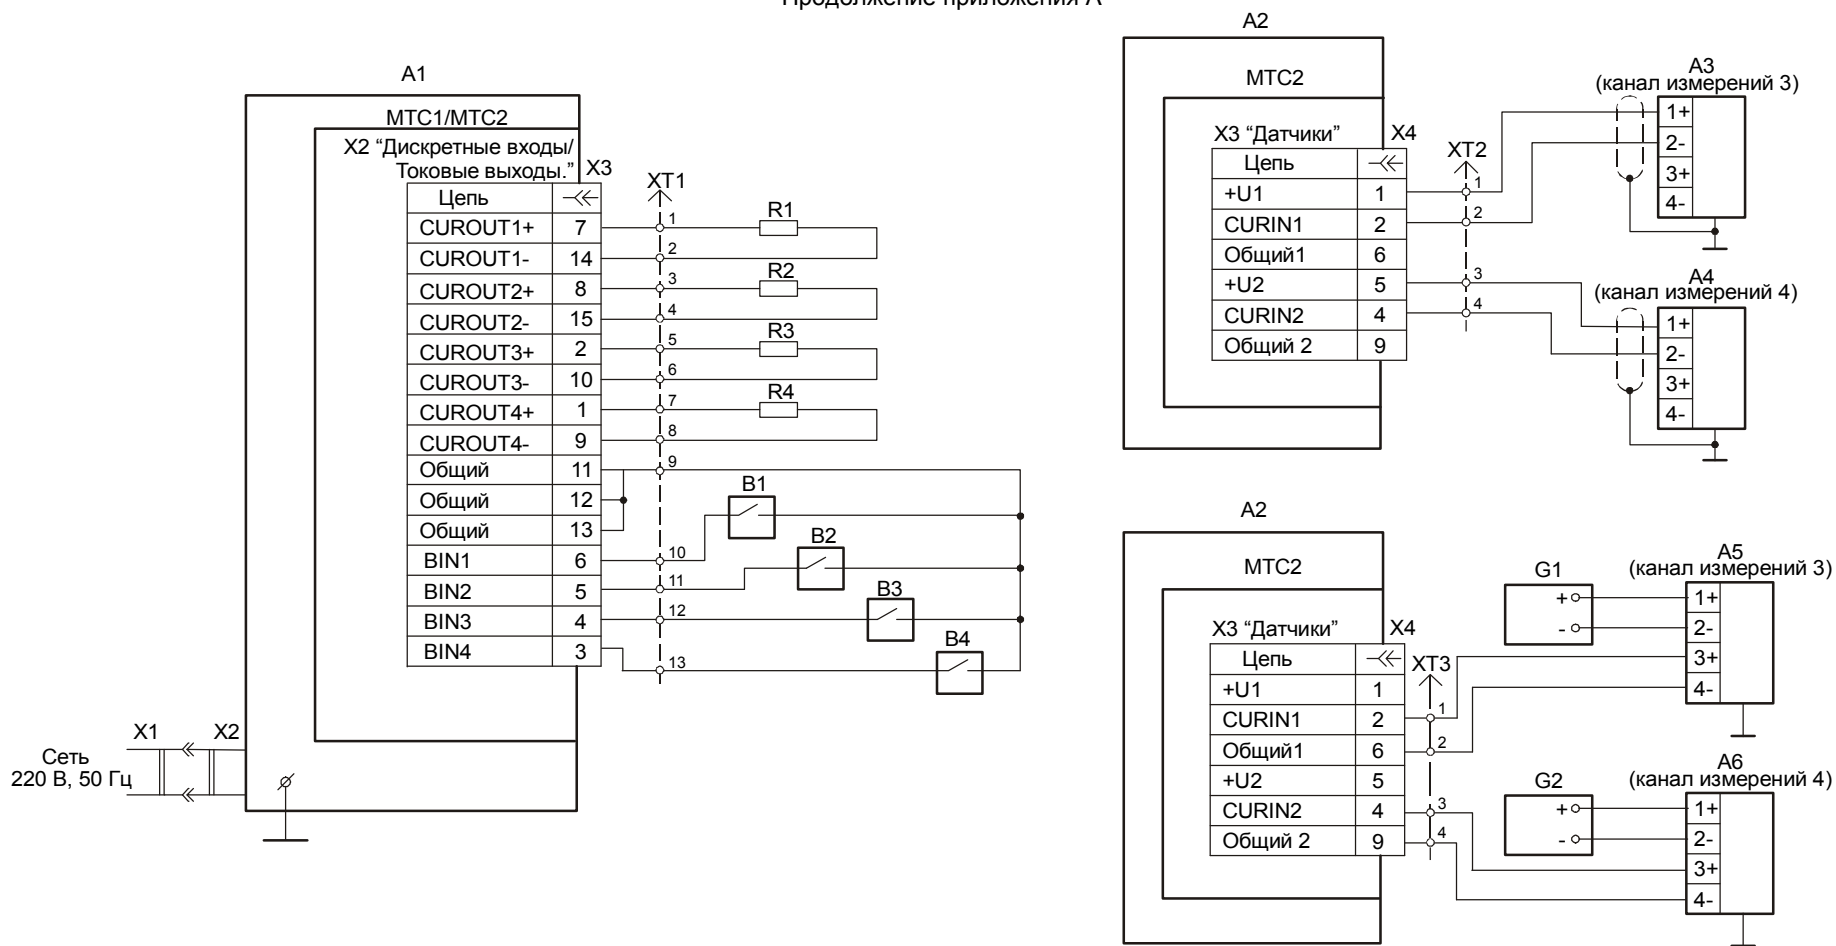 Продолжение приложения А
A1
МТС1/МТС2
X2 “Дискретные входы/
Токовые выходы.”
X3
Цепь
CUROUT1+ 7
CUROUT1- 14
CUROUT2+ 8
CUROUT2- 15
CUROUT3+ 2
CUROUT3- 10
CUROUT4+ 1
CUROUT4- 9
Общий 11
Общий 12
Общий 13
BIN1 6
BIN2 5
BIN3 4
BIN4 3
XT1
1
2
3
4
5
6
7
8
9
10
11
12
13
R1
R2
R3
R4
B1
B2
B3
B4
X1
X2
Сеть
220 В, 50 Гц
A2
МТС2
X3 “Датчики”
X4
Цепь
+U1 1
CURIN1 2
Общий1 6
+U2 5
CURIN2 4
Общий 2 9
XT2
1
2
3
4
A3
(канал измерений 3)
1+
2-
3+
4-
A4
(канал измерений 4)
1+
2-
3+
4-
A2
МТС2
X3 “Датчики”
X4
Цепь
+U1 1
CURIN1 2
Общий1 6
+U2 5
CURIN2 4
Общий 2 9
XT3
1
2
3
4
G1
+
-
A5
(канал измерений 3)
1+
2-
3+
4-
G2
+
-
A6
(канал измерений 4)
1+
2-
3+
4-